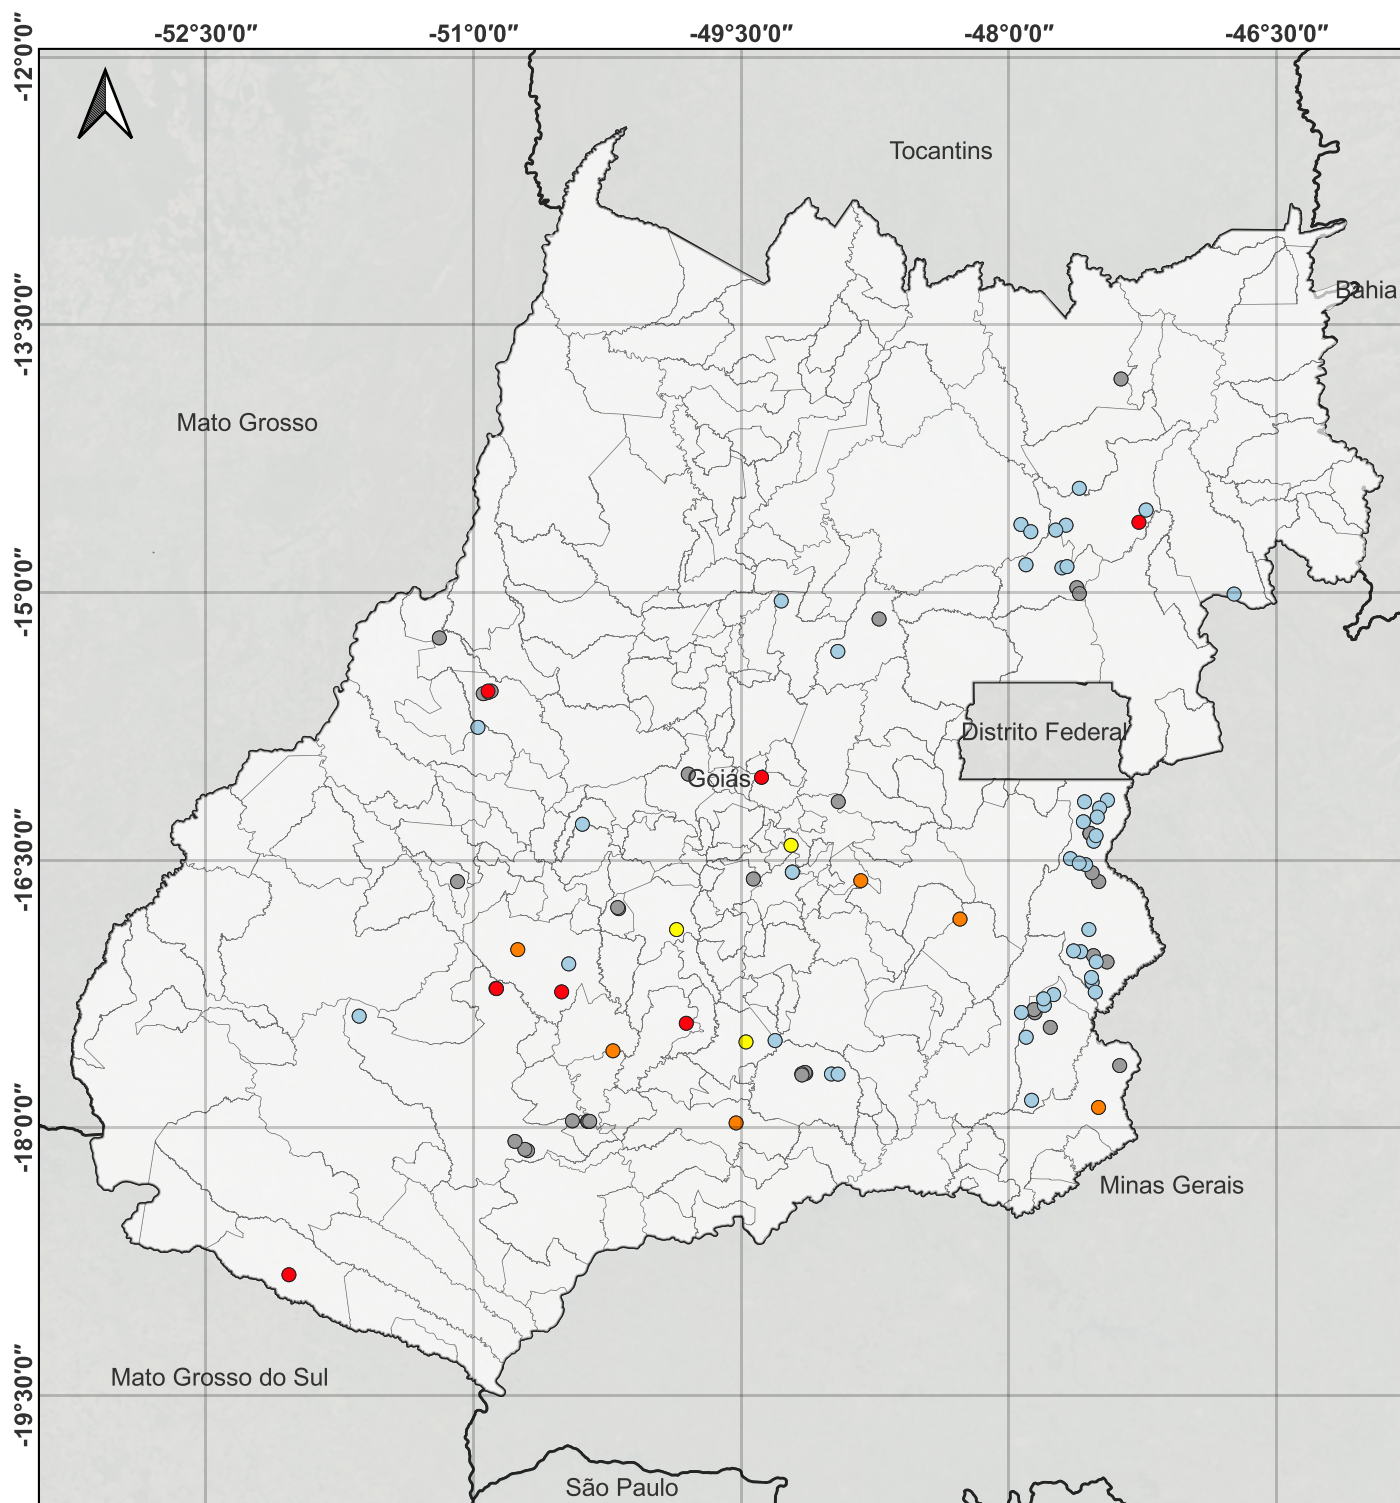 -52°30′0″ -51°0′0″ -49°30′0″ -48°0′0″ -46°30′0″
-12°0′0″
Tocantins
Bahia
-13°30′0″
Mato Grosso
-15°0′0″
Distrito Federal
Goiás
-16°30′0″
-18°0′0″
Minas Gerais
Mato Grosso do Sul
-19°30′0″
São Paulo